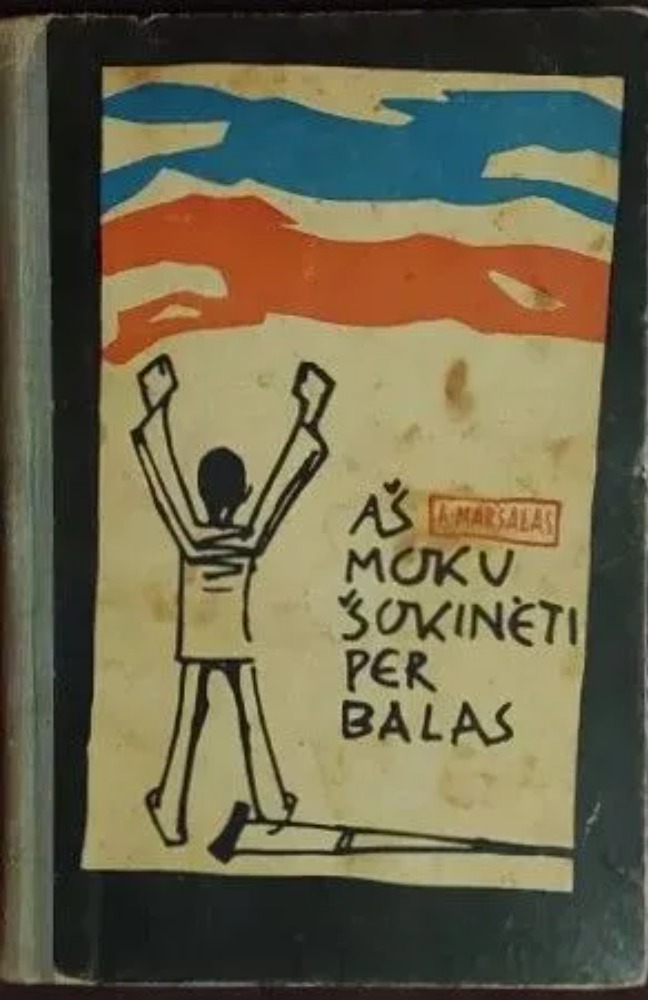 AŠ A. MARŠALAS
MOKU
ŠOKINĖTI
PER
BALAS